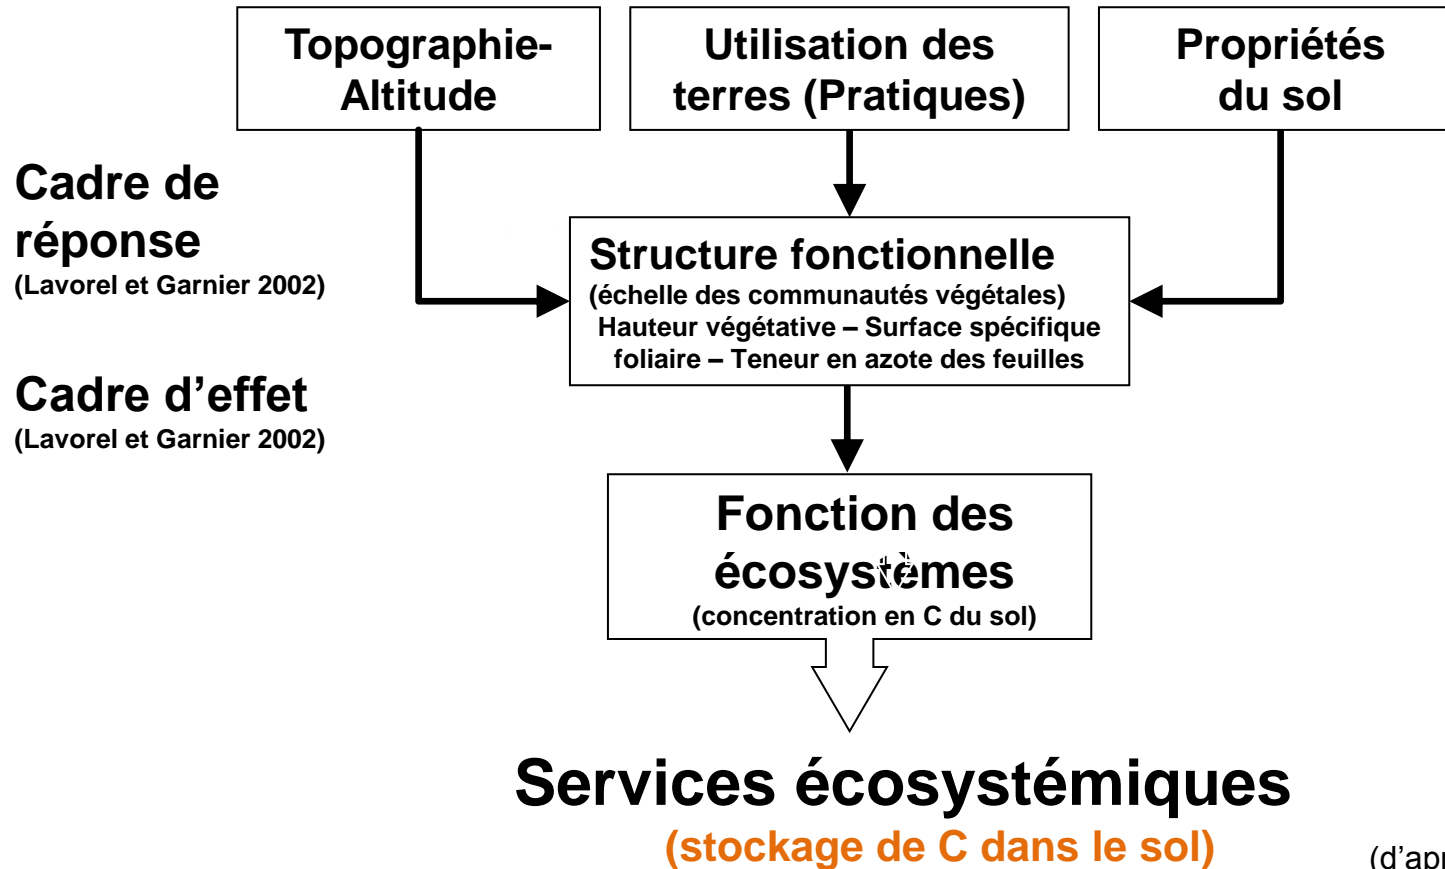 Topographie-
Altitude
Utilisation des
terres (Pratiques)
Propriétés
du sol
Cadre de
réponse
(Lavorel et Garnier 2002)
Structure fonctionnelle
(échelle des communautés végétales)
Hauteur végétative – Surface spécifique
foliaire – Teneur en azote des feuilles
Cadre d’effet
(Lavorel et Garnier 2002)
Fonction des
écosystèmes
(concentration en C du sol)
Services écosystémiques
(stockage de C dans le sol)